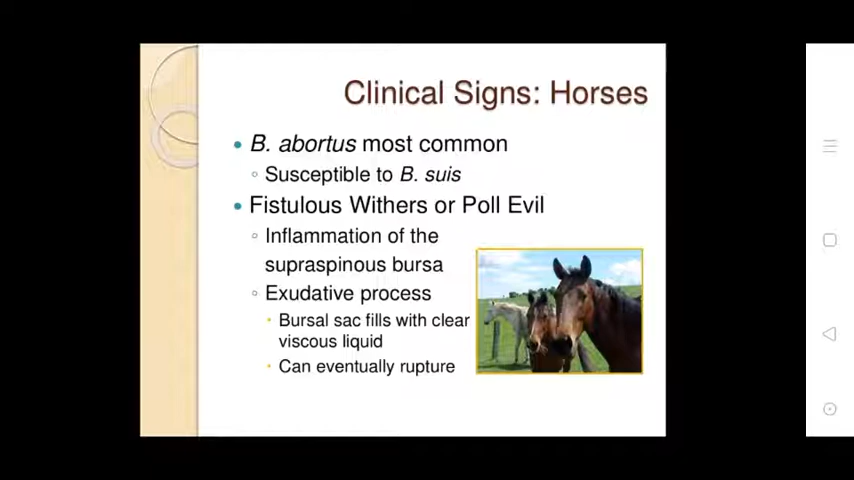 Clinical Signs: Horses
• B. abortus most common
◦ Susceptible to B. suis
• Fistulous Withers or Poll Evil
◦ Inflammation of the
supraspinous bursa
◦ Exudative process
• Bursal sac fills with clear
viscous liquid
• Can eventually rupture